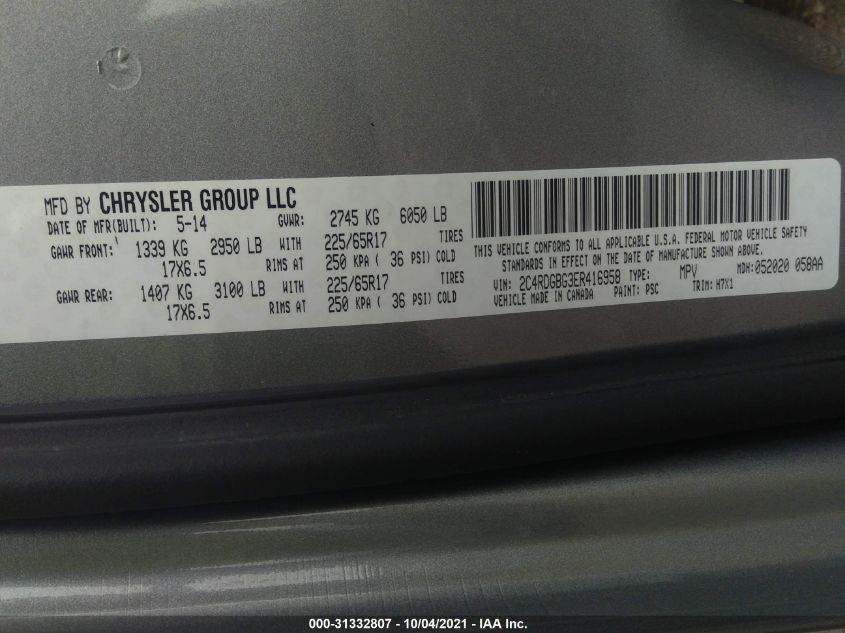 MFD BY CHRYSLER GROUP LLC
DATE OF MFR(BUILT): 5-14 GVWR: 2745 KG 6050 LB
GAWR FRONT: 1339 KG 2950 LB WITH 225/65R17 TIRES
17X6.5 RIMS AT 250 KPA ( 36 PSI) COLD
GAWR REAR: 1407 KG 3100 LB WITH 225/65R17 TIRES
17X6.5 RIMS AT 250 KPA ( 36 PSI) COLD
THIS VEHICLE CONFORMS TO ALL APPLICABLE U.S.A. FEDERAL MOTOR VEHICLE SAFETY
STANDARDS IN EFFECT ON THE DATE OF MANUFACTURE SHOWN ABOVE.
VIN: 2C4RDGBG3ER416958 TYPE: MPV MDH:052020 058AA
VEHICLE MADE IN CANADA PAINT: PSC TRIM: H7X1
000-31332807 - 10/04/2021 - IAA Inc.